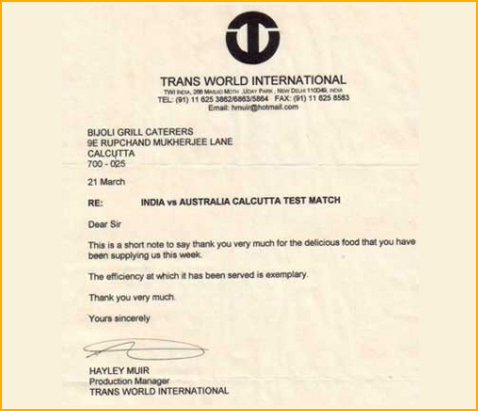 TRANS WORLD INTERNATIONAL
TWI INDIA, 268 MASJID MOTH, UDAY PARK, NEW DELHI 110049, INDIA
TEL: (91) 11 625 3862/6863/5864 FAX: (91) 11 625 8583
Email: hmuir@hotmail.com
BIJOLI GRILL CATERERS
9E RUPCHAND MUKHERJEE LANE
CALCUTTA
700 - 025
21 March
RE: INDIA vs AUSTRALIA CALCUTTA TEST MATCH
Dear Sir
This is a short note to say thank you very much for the delicious food that you have
been supplying us this week.
The efficiency at which it has been served is exemplary.
Thank you very much.
Yours sincerely
HAYLEY MUIR
Production Manager
TRANS WORLD INTERNATIONAL